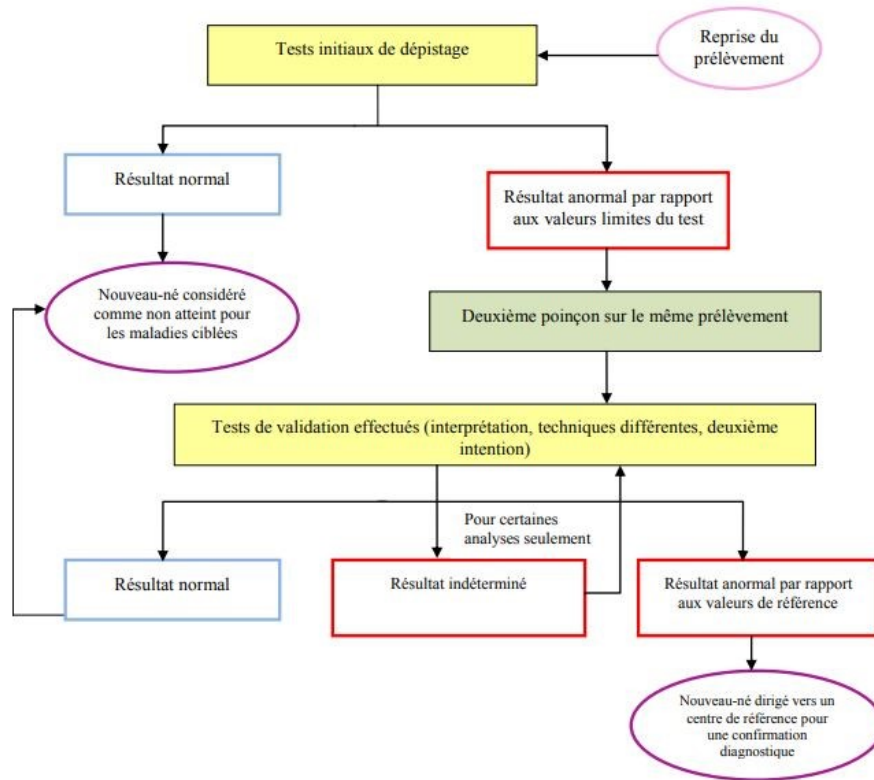 Tests initiaux de dépistage
Reprise du
prélèvement
Résultat normal
Résultat anormal par rapport
aux valeurs limites du test
Nouveau-né considéré
comme non atteint pour
les maladies ciblées
Deuxième poinçon sur le même prélèvement
Tests de validation effectués (interprétation, techniques différentes, deuxième
intention)
Pour certaines
analyses seulement
Résultat normal
Résultat indéterminé
Résultat anormal par rapport
aux valeurs de référence
Nouveau-né dirigé vers un
centre de référence pour
une confirmation
diagnostique